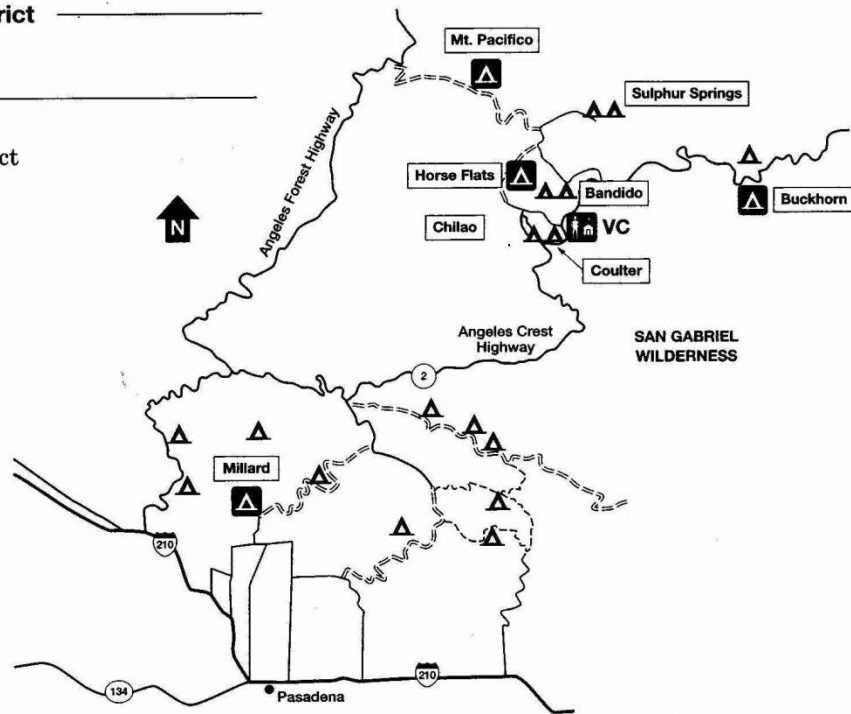 rict
ct
Mt. Pacifico
Sulphur Springs
Angeles Forest Highway
Horse Flats
Bandido
Buckhorn
N
Chilao
VC
Coulter
Angeles Crest
Highway
SAN GABRIEL
WILDERNESS
2
Millard
210
210
134
Pasadena